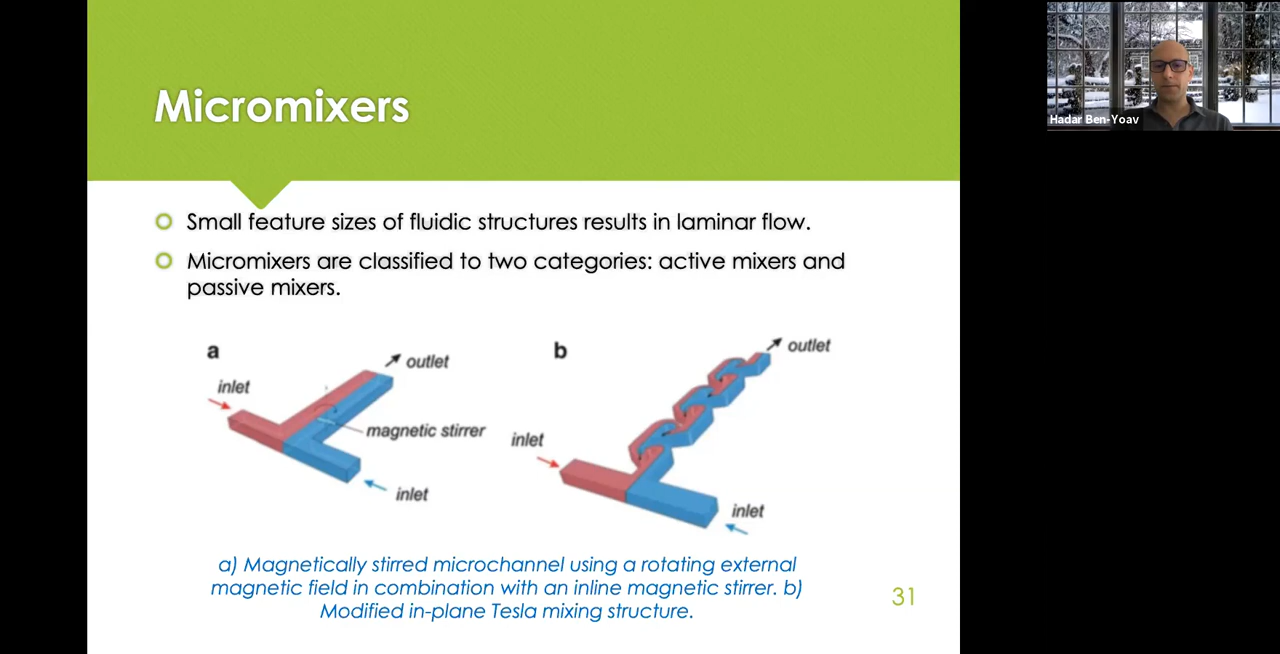 Micromixers
Small feature sizes of fluidic structures results in laminar flow.
Micromixers are classified to two categories: active mixers and
passive mixers.
a
outlet
inlet
magnetic stirrer
inlet
b
outlet
inlet
inlet
a) Magnetically stirred microchannel using a rotating external
magnetic field in combination with an inline magnetic stirrer. b)
Modified in-plane Tesla mixing structure.
31
Hadar Ben-Yoav